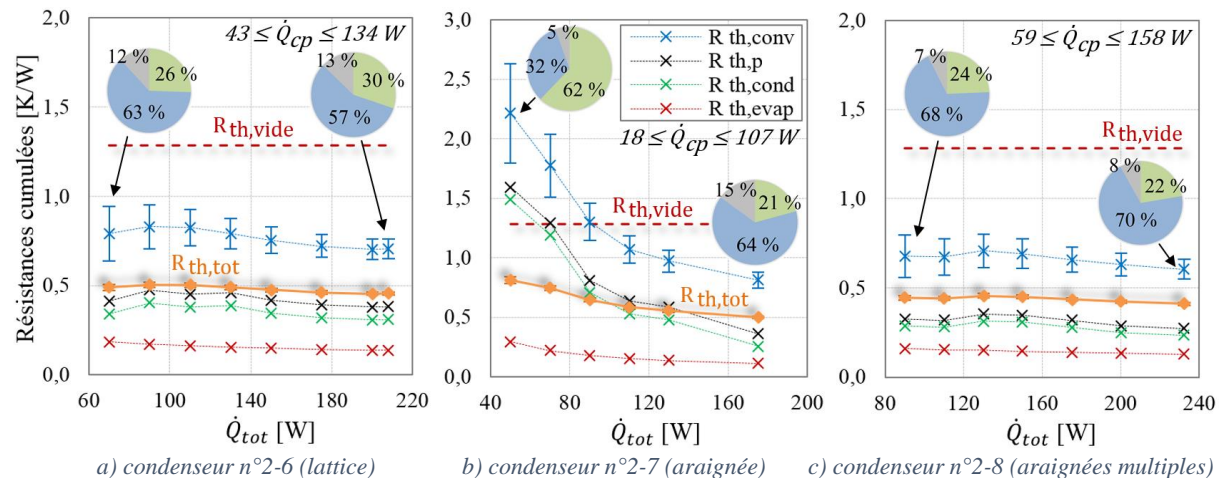 Résistances cumulées [K/W]
2,0
1,5
1,0
0,5
0,0
43 ≤ Q̇cp ≤ 134 W
12 %
26 %
63 %
13 %
30 %
57 %
Rth,vide
Rth,tot
60
100
140
180
220
Q̇tot [W]
a) condenseur n°2-6 (lattice)
3,0
2,5
2,0
1,5
1,0
0,5
0,0
5 %
32 %
62 %
R th,conv
R th,p
R th,cond
R th,evap
18 ≤ Q̇cp ≤ 107 W
15 %
21 %
64 %
Rth,vide
Rth,tot
40
80
120
160
200
Q̇tot [W]
b) condenseur n°2-7 (araignée)
2,0
1,5
1,0
0,5
0,0
59 ≤ Q̇cp ≤ 158 W
7 %
24 %
68 %
Rth,vide
8 %
22 %
70 %
Rth,tot
80
120
160
200
240
Q̇tot [W]
c) condenseur n°2-8 (araignées multiples)